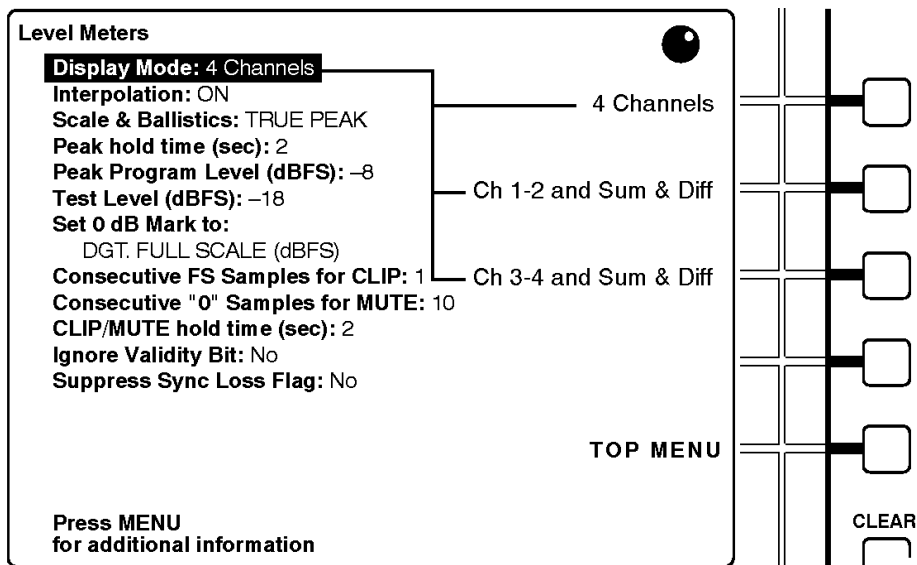 Level Meters
Display Mode: 4 Channels
Interpolation: ON
4 Channels
Scale & Ballistics: TRUE PEAK
Peak hold time (sec): 2
Peak Program Level (dBFS): –8
Test Level (dBFS): –18
Ch 1-2 and Sum & Diff
Set 0 dB Mark to:
DGT. FULL SCALE (dBFS)
Consecutive FS Samples for CLIP: 1
Ch 3-4 and Sum & Diff
Consecutive "0" Samples for MUTE: 10
CLIP/MUTE hold time (sec): 2
Ignore Validity Bit: No
Suppress Sync Loss Flag: No
TOP MENU
Press MENU
for additional information
CLEAR